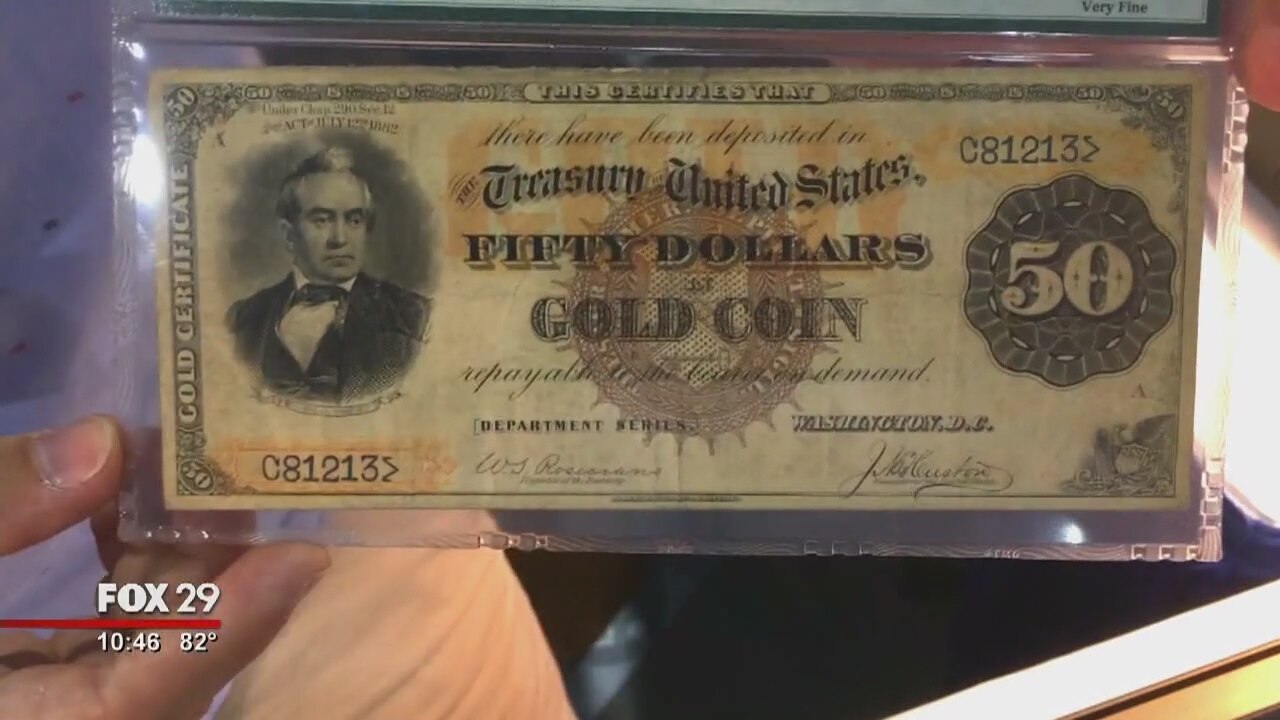 Very Fine
50 50 THIS CERTIFIES THAT 50 50
Under Chap. 290 Sec. 12
ACT of JULY 12th 1882
A
there have been deposited in
C81213
THE Treasury OF THE United States,
FIFTY DOLLARS
IN
GOLD COIN
50
repayable to the bearer on demand.
GOLD CERTIFICATE
A
DEPARTMENT SERIES.
WASHINGTON, D.C.
C81213
W S Rosecrans
50
FOX 29
10:46 82°